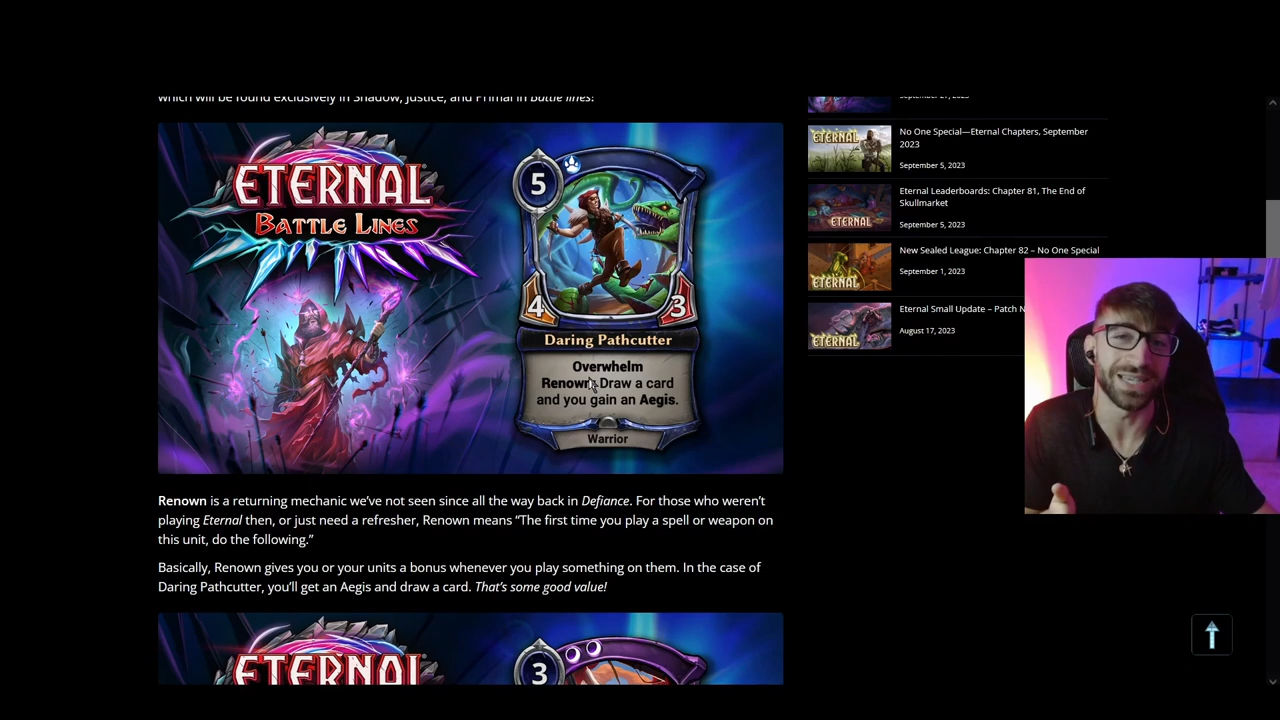 which will be found exclusively in Shadow, Justice, and Primal in Battle lines!
ETERNAL
BATTLE LINES
5
4
3
Daring Pathcutter
Overwhelm
Renown: Draw a card
and you gain an Aegis.
Warrior
Renown is a returning mechanic we've not seen since all the way back in Defiance. For those who weren't
playing Eternal then, or just need a refresher, Renown means “The first time you play a spell or weapon on
this unit, do the following.”
Basically, Renown gives you or your units a bonus whenever you play something on them. In the case of
Daring Pathcutter, you'll get an Aegis and draw a card. That's some good value!
ETERNAL
3
ETERNAL
No One Special—Eternal Chapters, September
2023
September 5, 2023
ETERNAL
Eternal Leaderboards: Chapter 81, The End of
Skullmarket
September 5, 2023
ETERNAL
New Sealed League: Chapter 82 – No One Special
September 1, 2023
ETERNAL
Eternal Small Update – Patch N
August 17, 2023